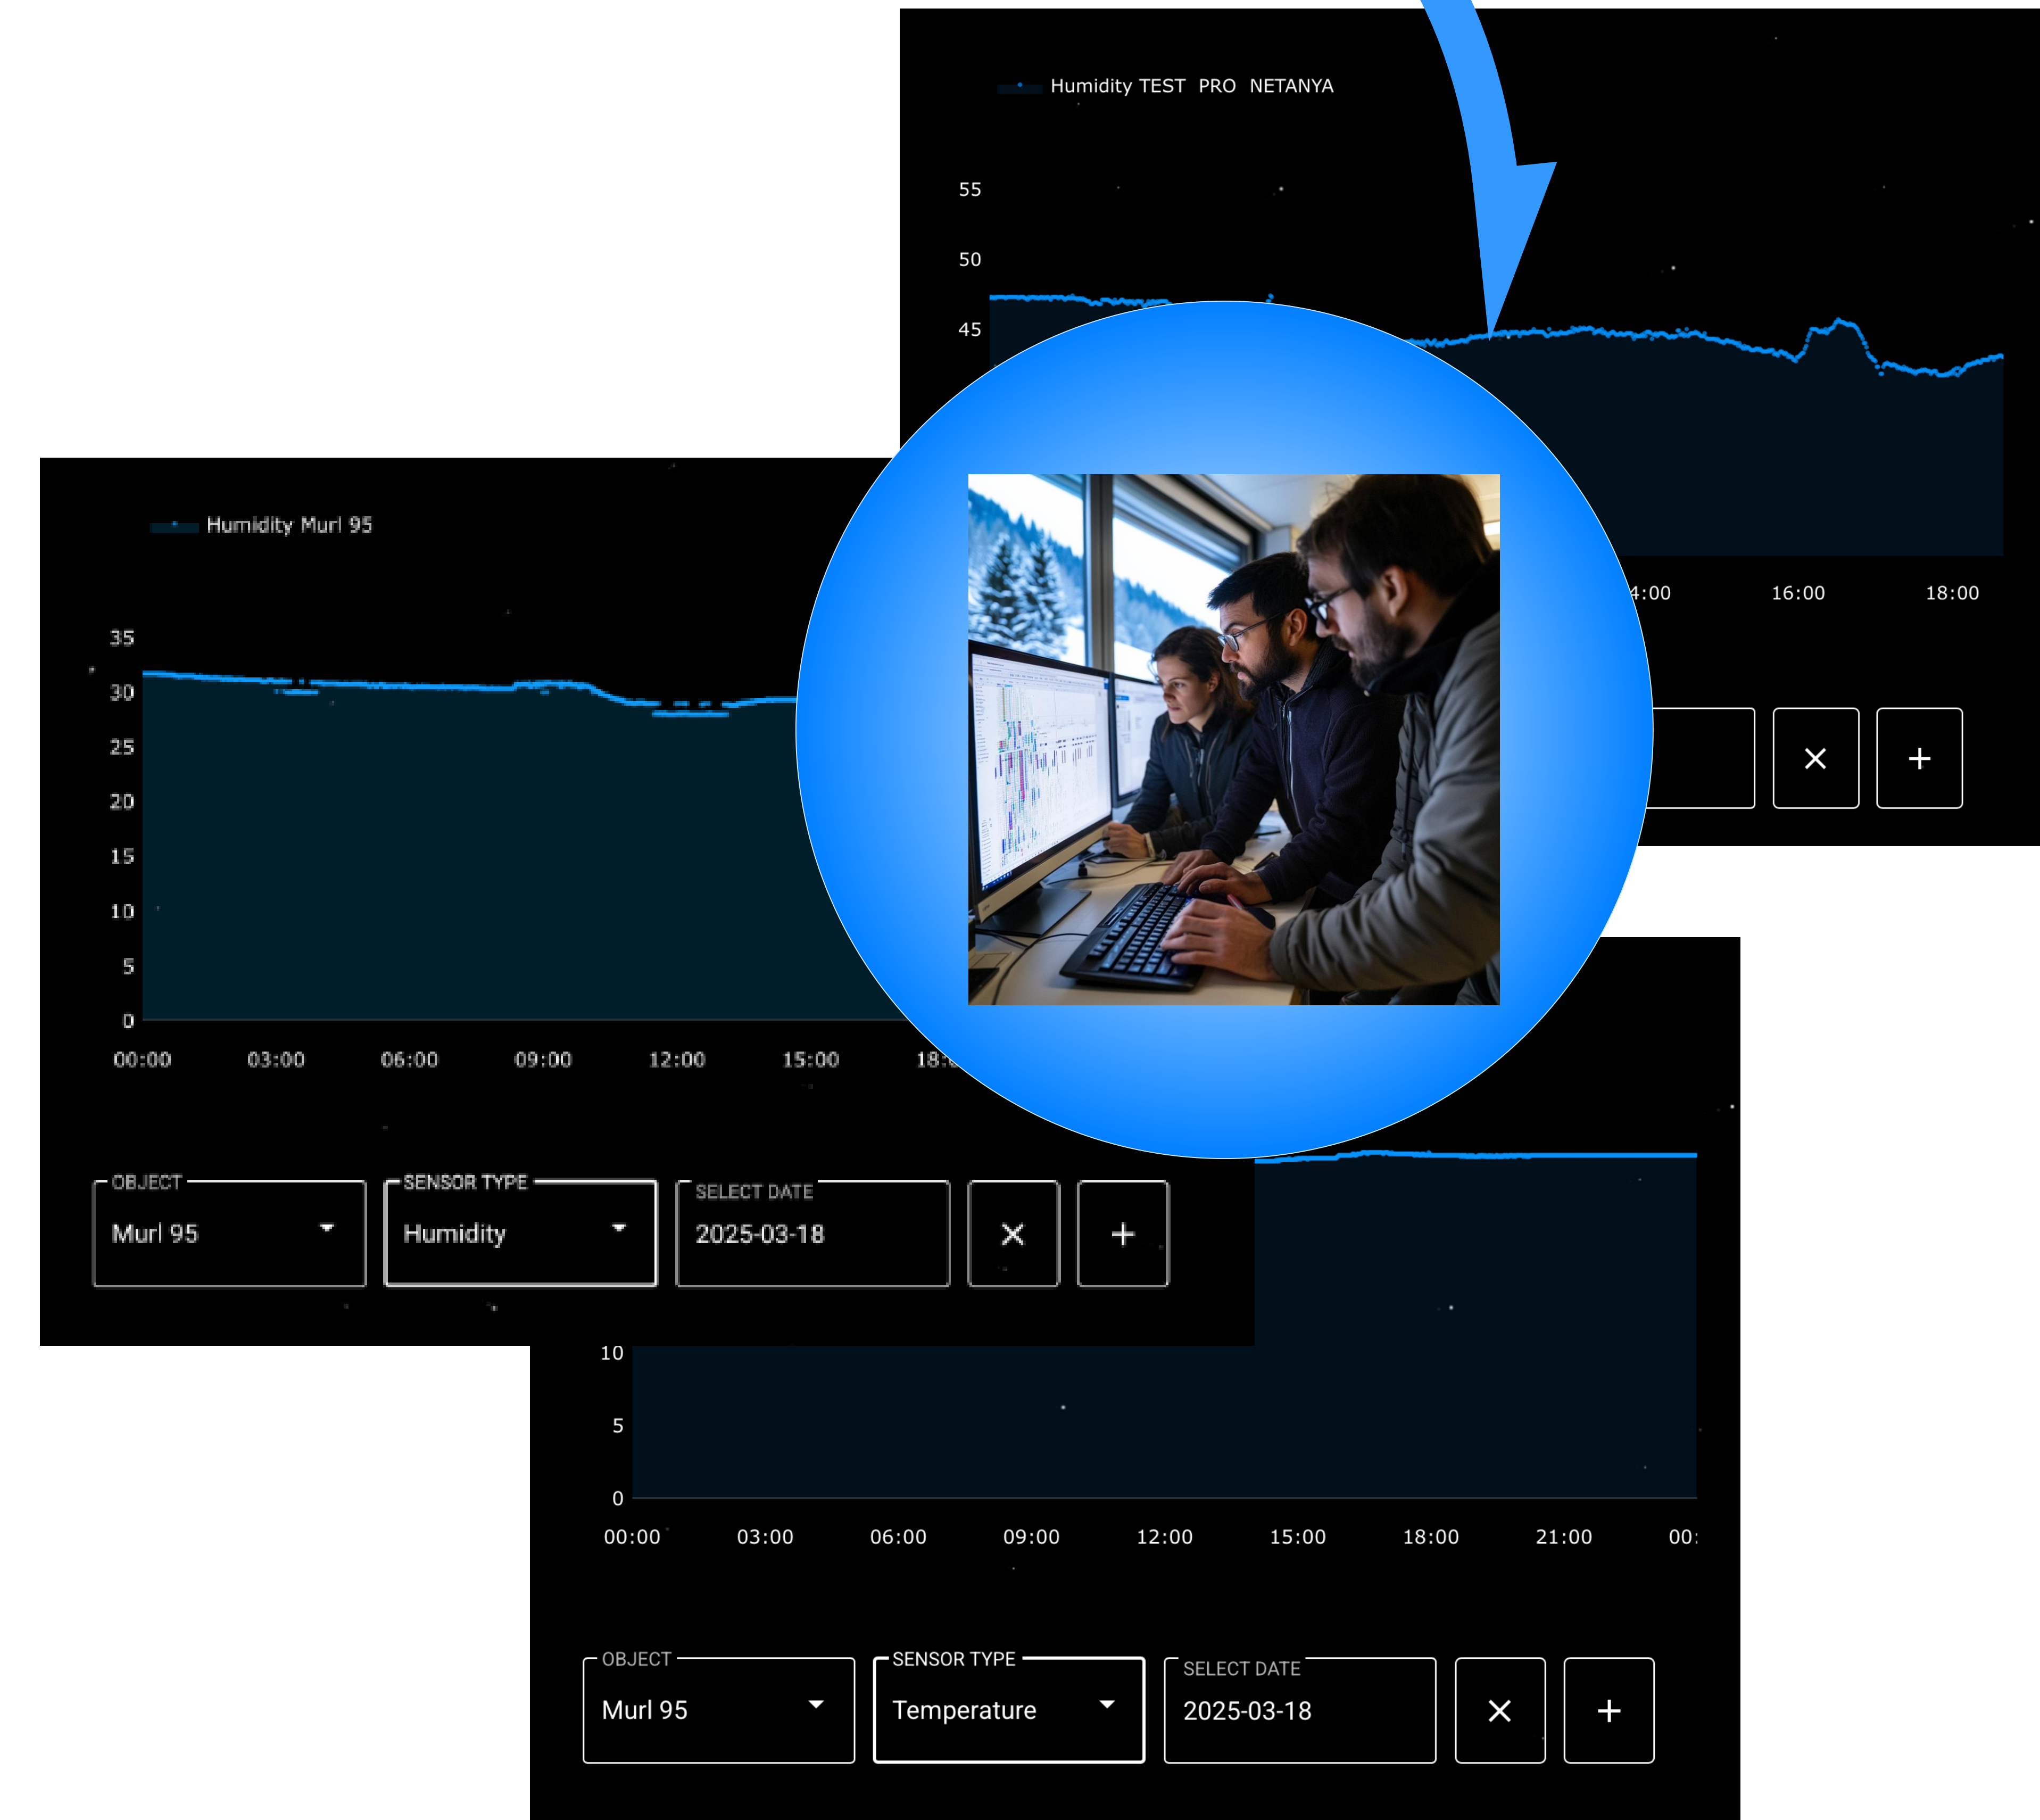 Humidity TEST PRO NETANYA
55
50
45
16:00 18:00
Humidity Murl 95
35
30
25
20
15
10
5
0
00:00 03:00 06:00 09:00 12:00 15:00
OBJECT SENSOR TYPE SELECT DATE
Murl 95 Humidity 2025-03-18
10
5
0
00:00 03:00 06:00 09:00 12:00 15:00 18:00 21:00
OBJECT SENSOR TYPE SELECT DATE
Murl 95 Temperature 2025-03-18